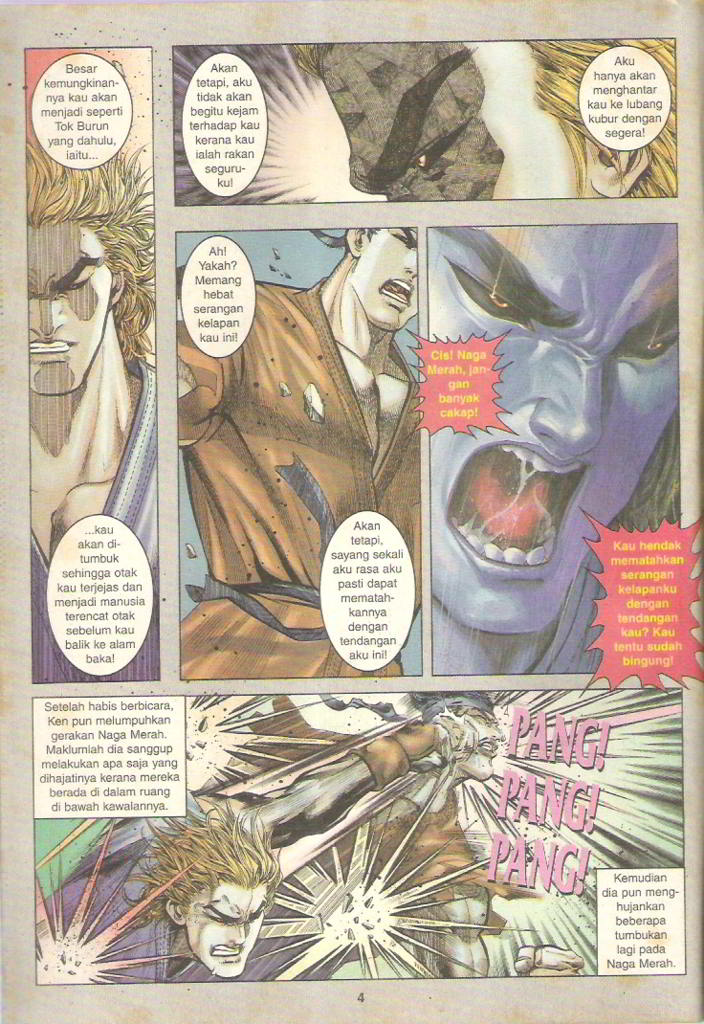 Besar
kemungkinan-
nya kau akan
menjadi seperti
Tok Burun
yang dahulu,
iaitu...
...kau
akan di-
tumbuk
sehingga otak
kau terjejas dan
menjadi manusia
terencat otak
sebelum kau
balik ke alam
baka!
Akan
tetapi, aku
tidak akan
begitu kejam
terhadap kau
kerana kau
ialah rakan
seguru-
ku!
Aku
hanya akan
menghantar
kau ke lubang
kubur dengan
segera!
Ah!
Yakah?
Memang
hebat
serangan
kelapan
kau ini!
Akan
tetapi,
sayang sekali
aku rasa aku
pasti dapat
mematah-
kannya
dengan
tendangan
aku ini!
Cis! Naga
Merah, jan-
gan
banyak
cakap!
Kau hendak
mematahkan
serangan
kelapanku
dengan
tendangan
kau? Kau
tentu sudah
bingung!
Setelah habis berbicara,
Ken pun melumpuhkan
gerakan Naga Merah.
Maklumlah dia sanggup
melakukan apa saja yang
dihajatinya kerana mereka
berada di dalam ruang
di bawah kawalannya.
PANG!
PANG!
PANG!
Kemudian
dia pun meng-
hujankan
beberapa
tumbukan
lagi pada
Naga Merah.
4